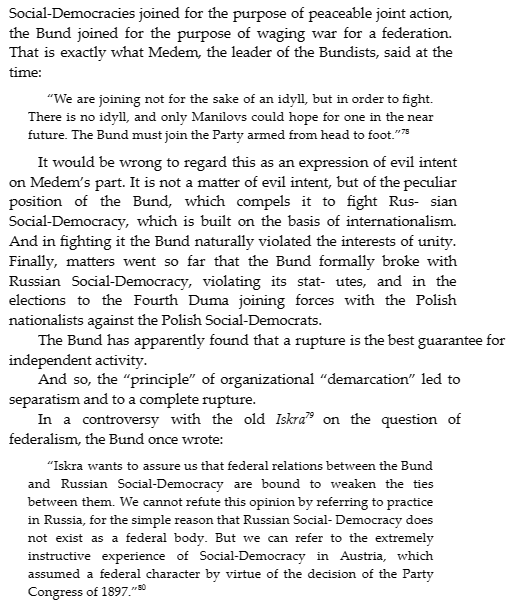 Social-Democracies joined for the purpose of peaceable joint action,
the Bund joined for the purpose of waging war for a federation.
That is exactly what Medem, the leader of the Bundists, said at the
time:
“We are joining not for the sake of an idyll, but in order to fight.
There is no idyll, and only Manilovs could hope for one in the near
future. The Bund must join the Party armed from head to foot.”78
It would be wrong to regard this as an expression of evil intent
on Medem’s part. It is not a matter of evil intent, but of the peculiar
position of the Bund, which compels it to fight Rus- sian
Social-Democracy, which is built on the basis of internationalism.
And in fighting it the Bund naturally violated the interests of unity.
Finally, matters went so far that the Bund formally broke with
Russian Social-Democracy, violating its stat- utes, and in the
elections to the Fourth Duma joining forces with the Polish
nationalists against the Polish Social-Democrats.
The Bund has apparently found that a rupture is the best guarantee for
independent activity.
And so, the “principle” of organizational “demarcation” led to
separatism and to a complete rupture.
In a controversy with the old Iskra79 on the question of
federalism, the Bund once wrote:
“Iskra wants to assure us that federal relations between the Bund
and Russian Social-Democracy are bound to weaken the ties
between them. We cannot refute this opinion by referring to practice
in Russia, for the simple reason that Russian Social- Democracy does
not exist as a federal body. But we can refer to the extremely
instructive experience of Social-Democracy in Austria, which
assumed a federal character by virtue of the decision of the Party
Congress of 1897.”80